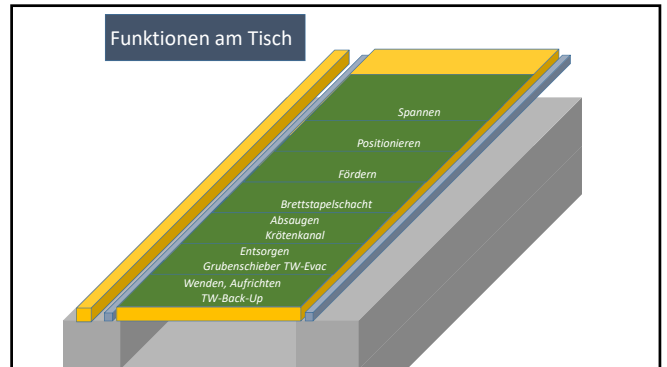 Funktionen am Tisch
Spannen
Positionieren
Fördern
Brettstapelschacht
Absaugen
Krötenkanal
Entsorgen
Grubenschieber TW-Evac
Wenden, Aufrichten
TW-Back-Up